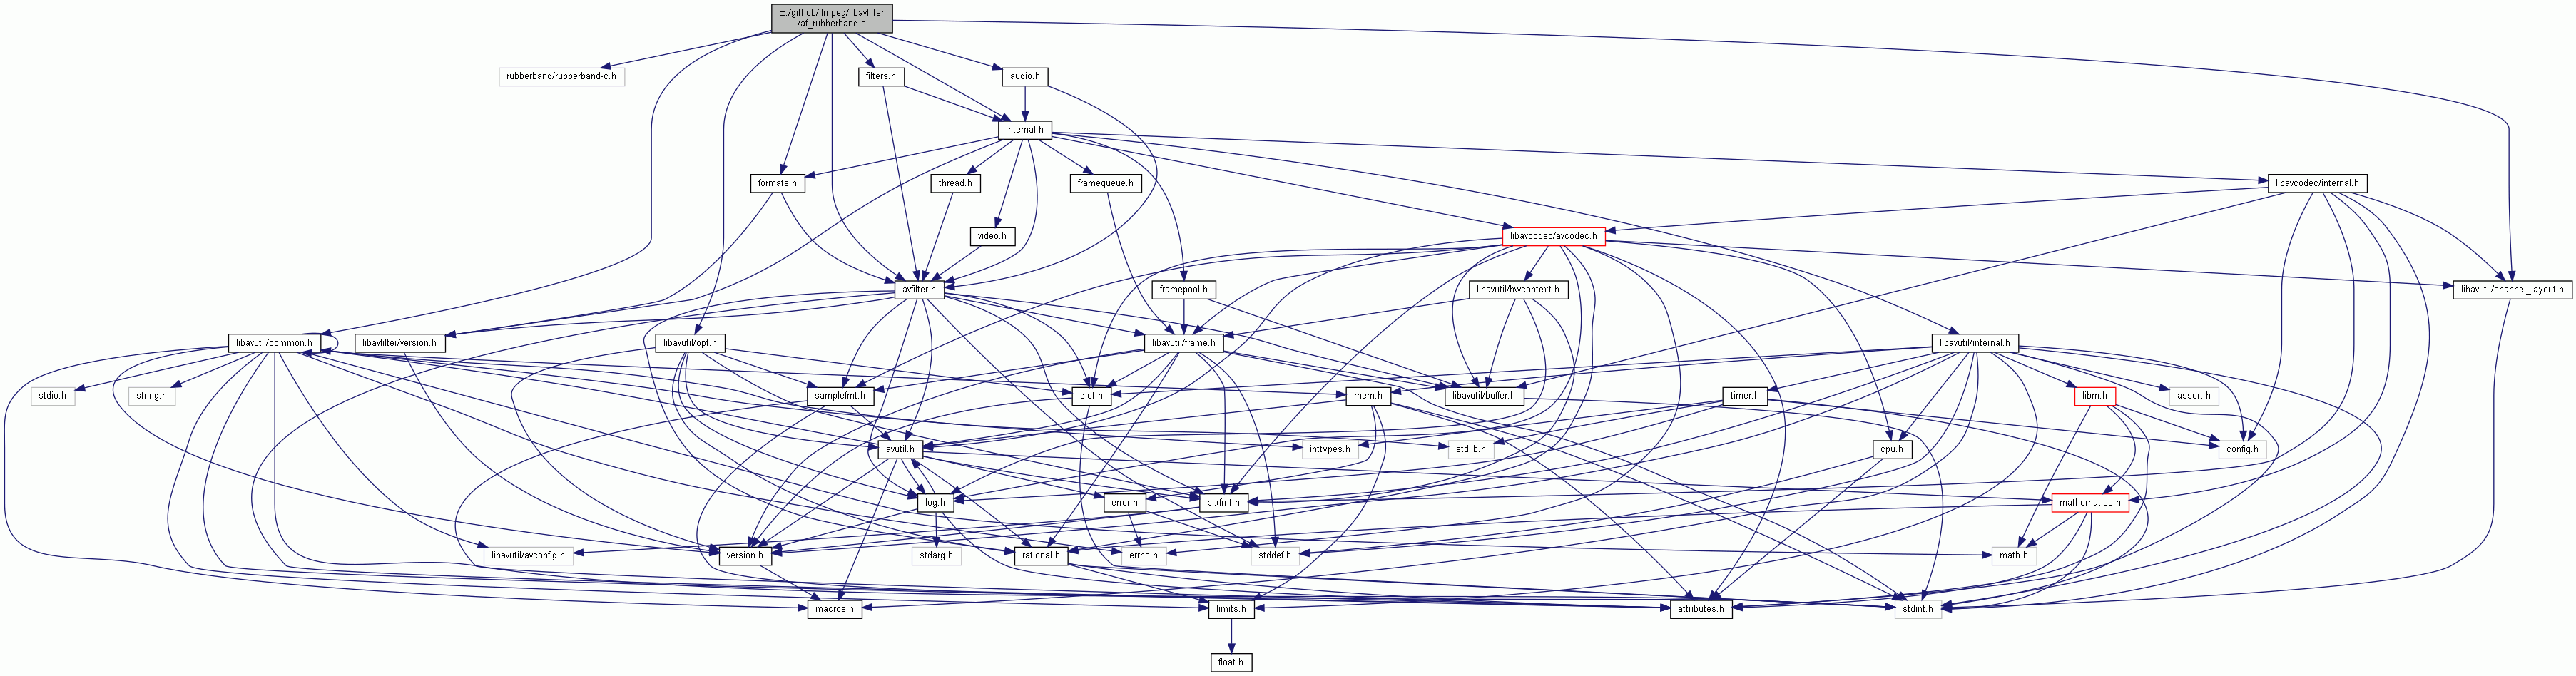 E:/github/ffmpeg/libavfilter
/af_rubberband.c
rubberband/rubberband-c.h
filters.h
audio.h
internal.h
formats.h
thread.h
framequeue.h
libavcodec/internal.h
video.h
libavcodec/avcodec.h
avfilter.h
framepool.h
libavutil/hwcontext.h
libavutil/channel_layout.h
libavutil/common.h
libavfilter/version.h
libavutil/opt.h
libavutil/frame.h
libavutil/internal.h
stdio.h
string.h
samplefmt.h
dict.h
mem.h
libavutil/buffer.h
timer.h
libm.h
assert.h
avutil.h
inttypes.h
stdlib.h
cpu.h
config.h
log.h
error.h
pixfmt.h
mathematics.h
libavutil/avconfig.h
version.h
stdarg.h
rational.h
errno.h
stddef.h
math.h
macros.h
limits.h
attributes.h
stdint.h
float.h